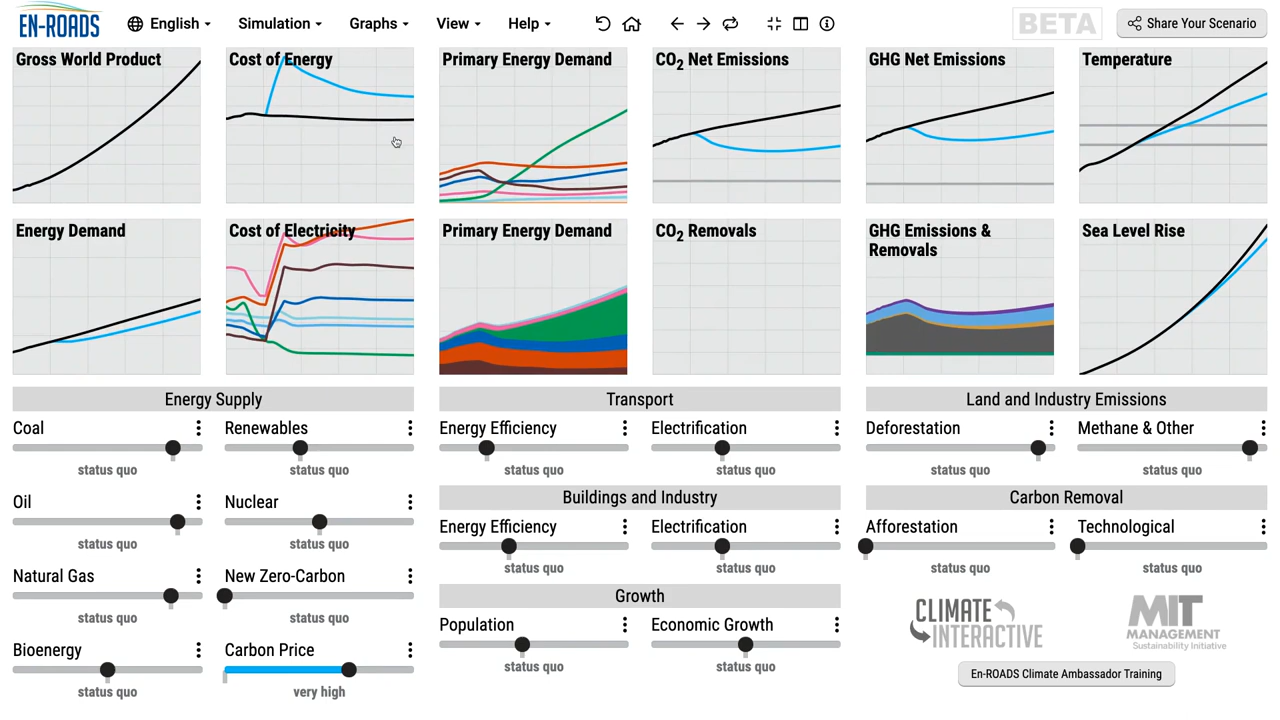 EN-ROADS
English
Simulation
Graphs
View
Help
BETA
Share Your Scenario
Gross World Product
Cost of Energy
Primary Energy Demand
CO2 Net Emissions
GHG Net Emissions
Temperature
Energy Demand
Cost of Electricity
Primary Energy Demand
CO2 Removals
GHG Emissions &
Removals
Sea Level Rise
Energy Supply
Coal
status quo
Renewables
status quo
Oil
status quo
Nuclear
status quo
Natural Gas
status quo
New Zero-Carbon
status quo
Bioenergy
status quo
Carbon Price
very high
Transport
Energy Efficiency
status quo
Electrification
status quo
Buildings and Industry
Energy Efficiency
status quo
Electrification
status quo
Growth
Population
status quo
Economic Growth
status quo
Land and Industry Emissions
Deforestation
status quo
Methane & Other
status quo
Carbon Removal
Afforestation
status quo
Technological
status quo
CLIMATE
INTERACTIVE
MIT
MANAGEMENT
Sustainability Initiative
En-ROADS Climate Ambassador Training